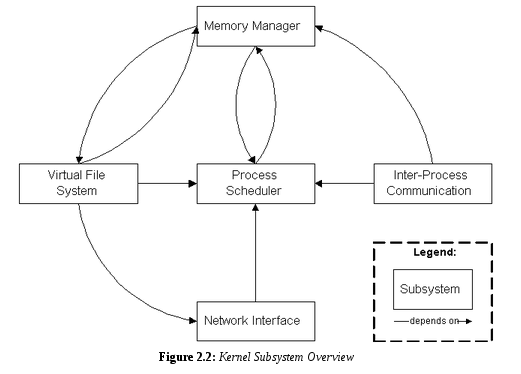 Memory Manager
Virtual File
System
Process
Scheduler
Inter-Process
Communication
Legend:
Subsystem
depends on
Network Interface
Figure 2.2: Kernel Subsystem Overview